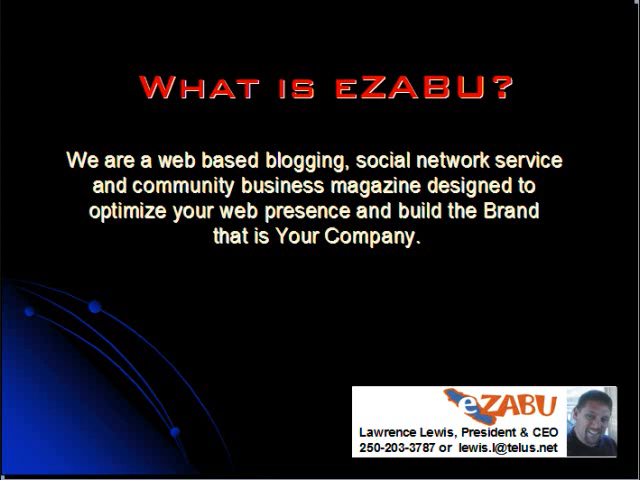 What is eZABU?
We are a web based blogging, social network service
and community business magazine designed to
optimize your web presence and build the Brand
that is Your Company.
eZABU
Lawrence Lewis, President & CEO
250-203-3787 or lewis.l@telus.net